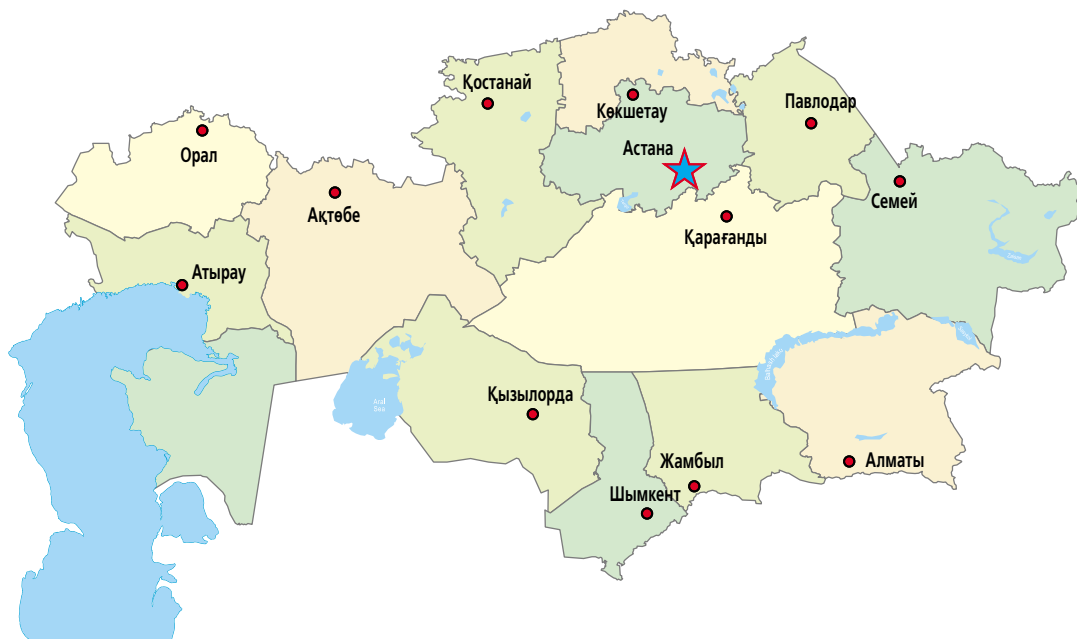 Қостанай
Көкшетау
Павлодар
Орал
Астана
Ақтөбе
Семей
Қарағанды
Атырау
Қызылорда
Aral
Sea
Жамбыл
Алматы
Шымкент